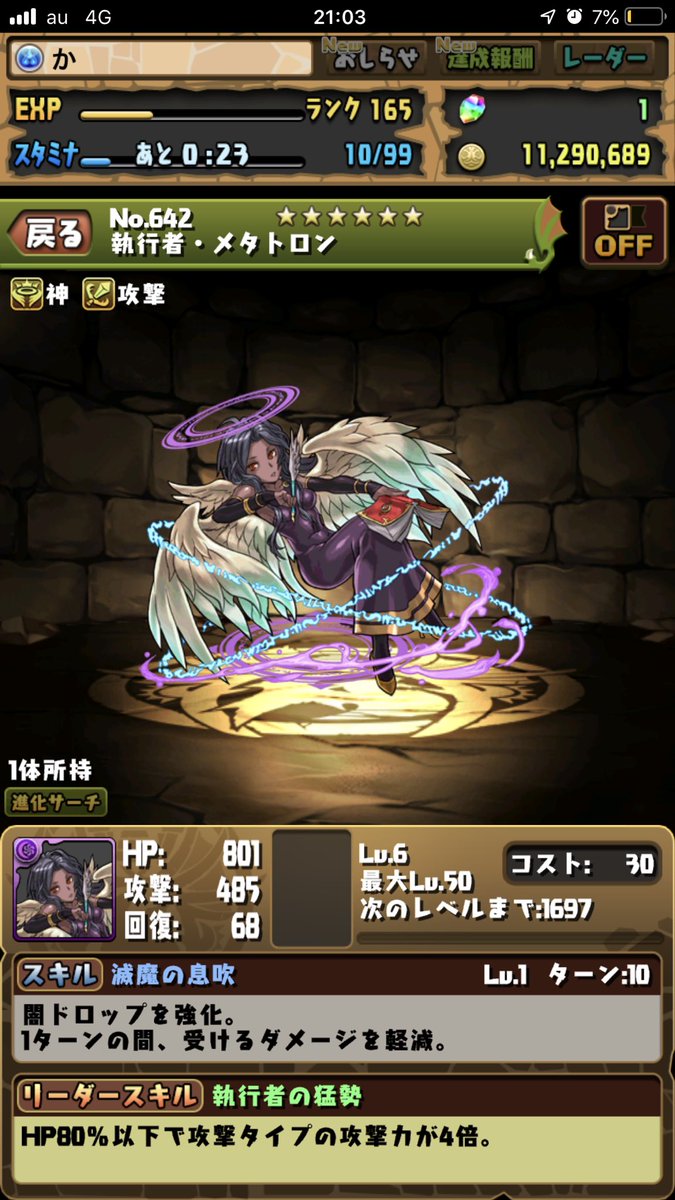 au 4G 21:03 7%
か
New おしらせ New 達成報酬 レーダー
EXP ランク 165 1
スタミナ あと 0:23 10/99 11,290,689
戻る No.642 ★★★★★★ OFF
執行者・メタトロン
神 攻撃
1体所持
進化サーチ
HP: 801
攻撃: 485
回復: 68
Lv.6
最大Lv.50
次のレベルまで:1697
コスト: 30
スキル 滅魔の息吹 Lv.1 ターン:10
闇ドロップを強化。
1ターンの間、受けるダメージを軽減。
リーダースキル 執行者の猛勢
HP80%以下で攻撃タイプの攻撃力が4倍。